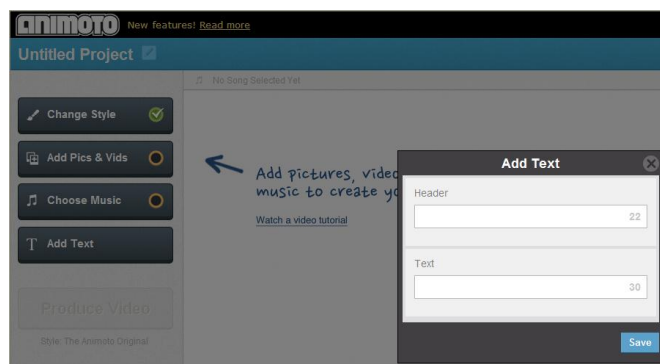 animoto New features! Read more
Untitled Project
No Song Selected Yet
Change Style
Add Pics & Vids
Choose Music
Add Text
Produce Video
Style: The Animoto Original
Add pictures, video
music to create yo
Watch a video tutorial
Add Text
Header
22
Text
30
Save